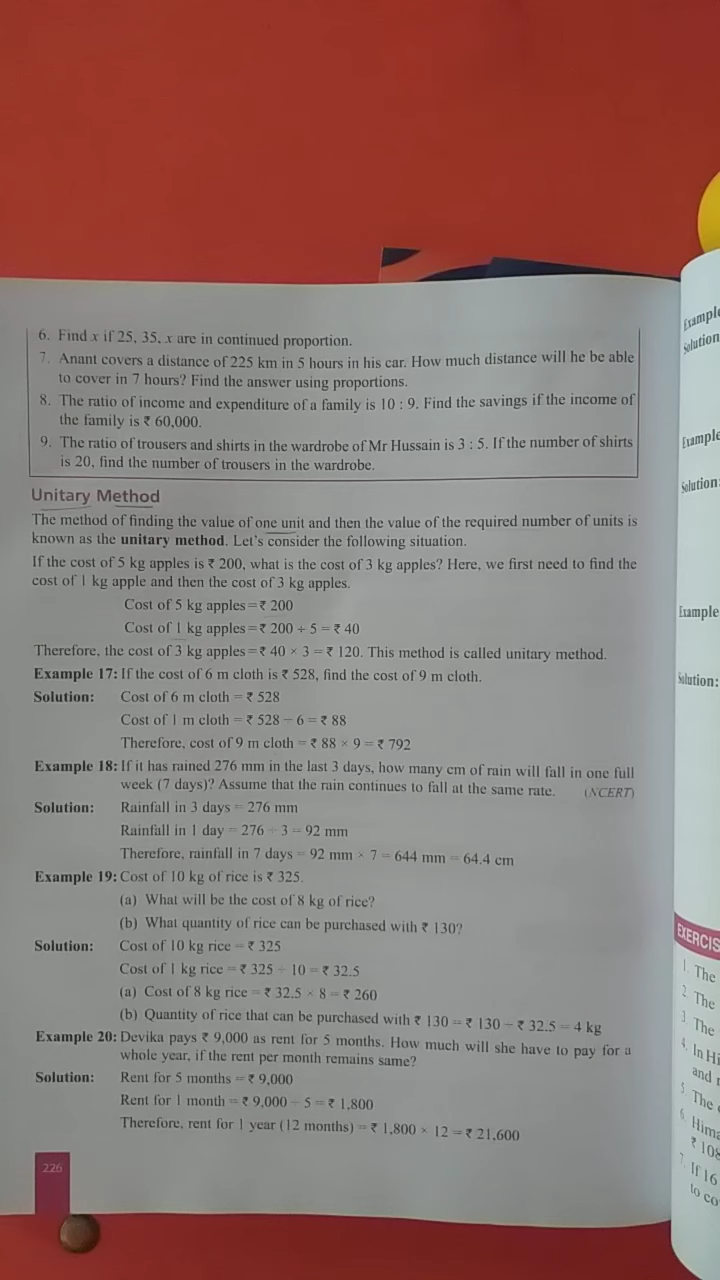 6. Find x if 25, 35, x are in continued proportion.
7. Anant covers a distance of 225 km in 5 hours in his car. How much distance will he be able
to cover in 7 hours? Find the answer using proportions.
8. The ratio of income and expenditure of a family is 10 : 9. Find the savings if the income of
the family is ₹ 60,000.
9. The ratio of trousers and shirts in the wardrobe of Mr Hussain is 3 : 5. If the number of shirts
is 20, find the number of trousers in the wardrobe.
Unitary Method
The method of finding the value of one unit and then the value of the required number of units is
known as the unitary method. Let's consider the following situation.
If the cost of 5 kg apples is ₹ 200, what is the cost of 3 kg apples? Here, we first need to find the
cost of 1 kg apple and then the cost of 3 kg apples.
Cost of 5 kg apples = ₹ 200
Cost of 1 kg apples = ₹ 200 ÷ 5 = ₹ 40
Therefore, the cost of 3 kg apples = ₹ 40 × 3 = ₹ 120. This method is called unitary method.
Example 17: If the cost of 6 m cloth is ₹ 528, find the cost of 9 m cloth.
Solution: Cost of 6 m cloth = ₹ 528
Cost of 1 m cloth = ₹ 528 ÷ 6 = ₹ 88
Therefore, cost of 9 m cloth = ₹ 88 × 9 = ₹ 792
Example 18: If it has rained 276 mm in the last 3 days, how many cm of rain will fall in one full
week (7 days)? Assume that the rain continues to fall at the same rate. (NCERT)
Solution: Rainfall in 3 days = 276 mm
Rainfall in 1 day = 276 ÷ 3 = 92 mm
Therefore, rainfall in 7 days = 92 mm × 7 = 644 mm = 64.4 cm
Example 19: Cost of 10 kg of rice is ₹ 325.
(a) What will be the cost of 8 kg of rice?
(b) What quantity of rice can be purchased with ₹ 130?
Solution: Cost of 10 kg rice = ₹ 325
Cost of 1 kg rice = ₹ 325 ÷ 10 = ₹ 32.5
(a) Cost of 8 kg rice = ₹ 32.5 × 8 = ₹ 260
(b) Quantity of rice that can be purchased with ₹ 130 = ₹ 130 ÷ ₹ 32.5 = 4 kg
Example 20: Devika pays ₹ 9,000 as rent for 5 months. How much will she have to pay for a
whole year, if the rent per month remains same?
Solution: Rent for 5 months = ₹ 9,000
Rent for 1 month = ₹ 9,000 ÷ 5 = ₹ 1,800
Therefore, rent for 1 year (12 months) = ₹ 1,800 × 12 = ₹ 21,600
226
Example
Solution
Example
Solution:
Example
Solution:
EXERCIS
1. The
2. The
3. The
4. In Hi
and
5. The
6. Hima
₹ 108
7. If 16
to co